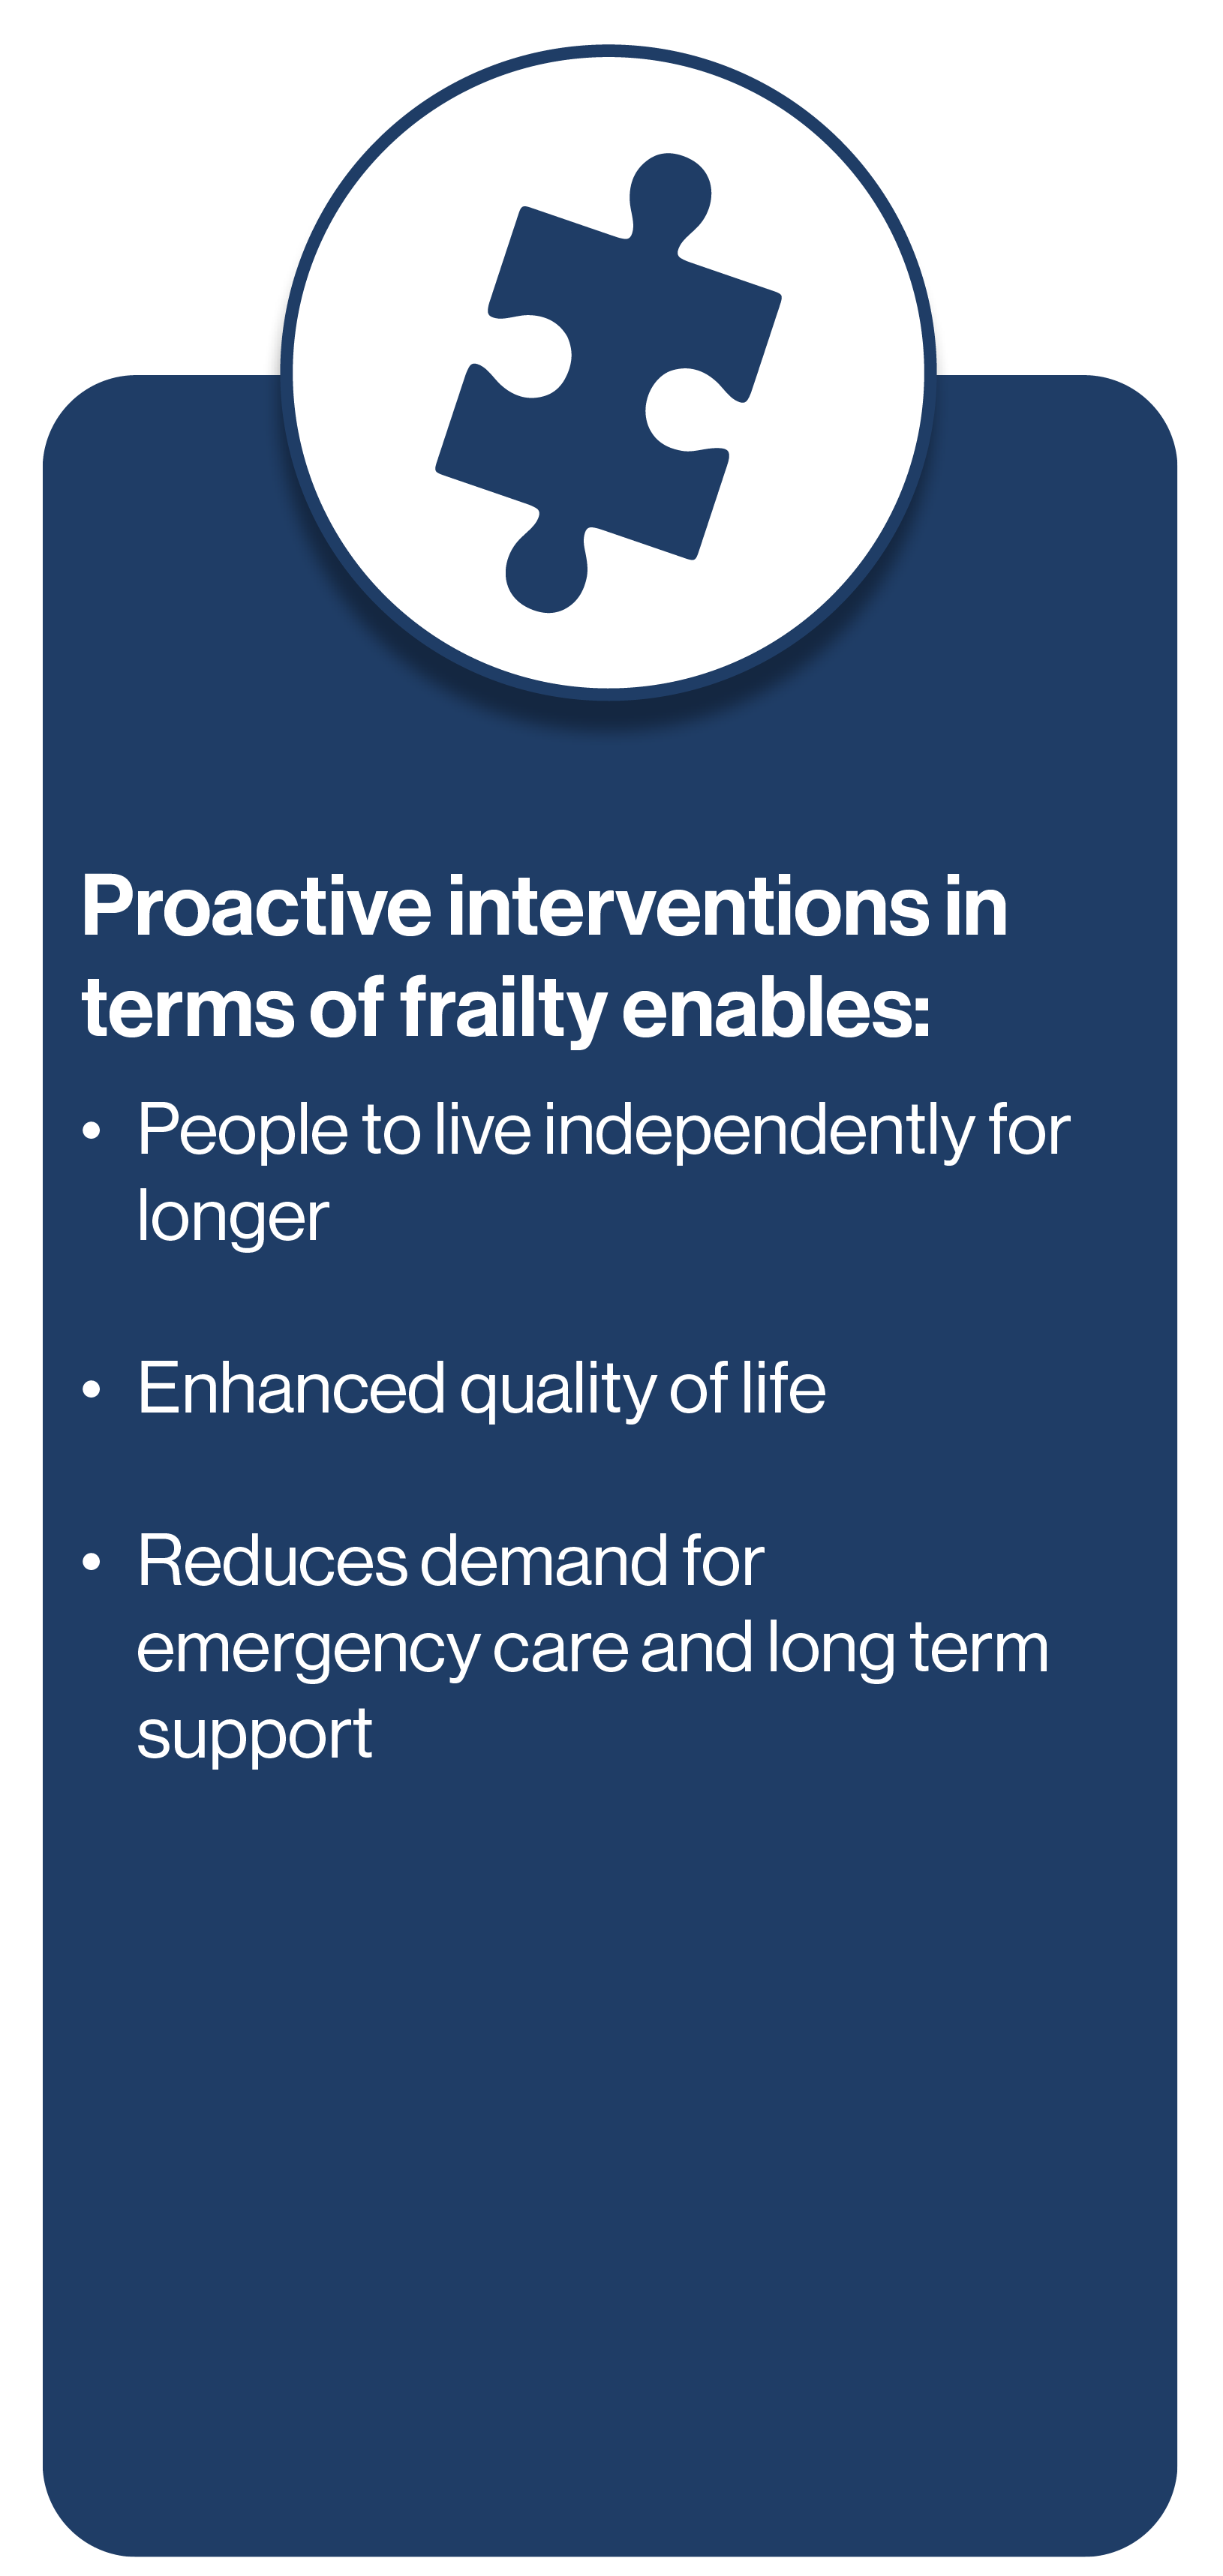 Proactive interventions in
terms of frailty enables:
• People to live independently for
longer
• Enhanced quality of life
• Reduces demand for
emergency care and long term
support